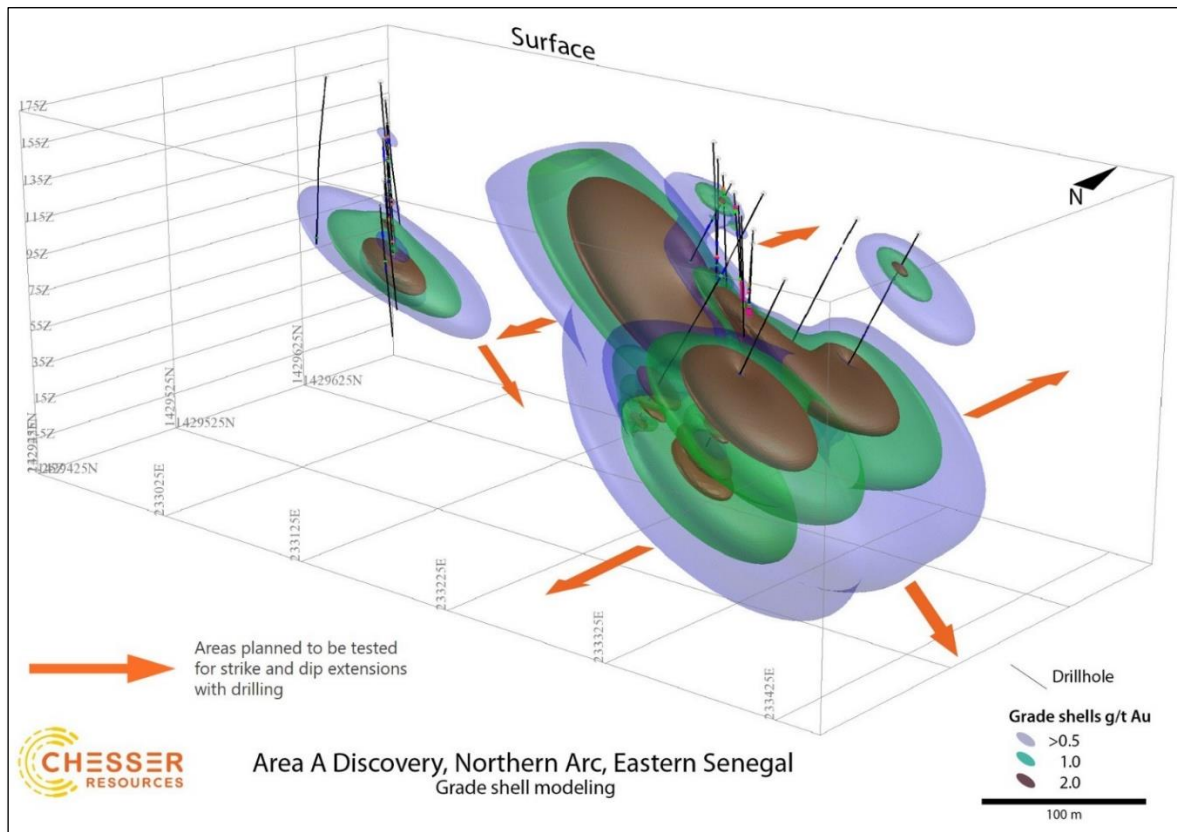 Surface
N
175Z
155Z
135Z
115Z
95Z
75Z
55Z
35Z
15Z
1429625N
1429625N
1429525N
1429525N
1429425N
233025E
233125E
233225E
233325E
233425E
Areas planned to be tested
for strike and dip extensions
with drilling
Drillhole
Grade shells g/t Au
>0.5
1.0
2.0
100 m
CHESSER
RESOURCES
Area A Discovery, Northern Arc, Eastern Senegal
Grade shell modeling